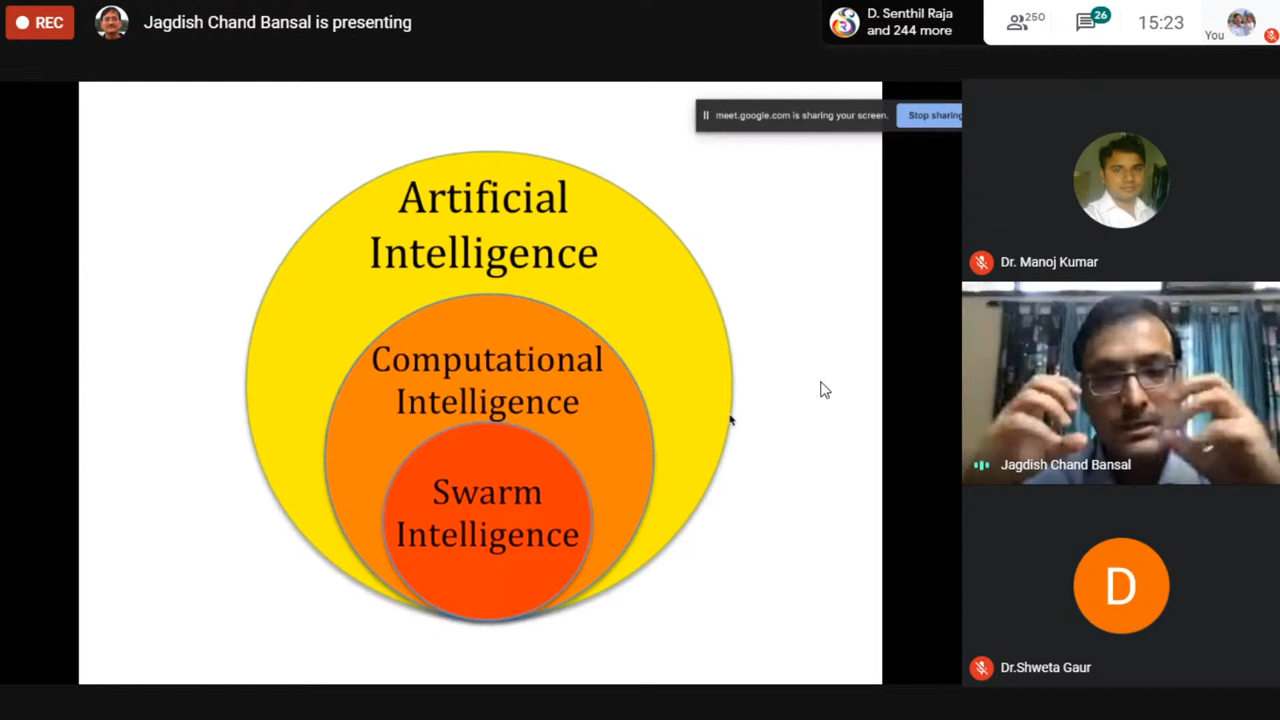 REC
Jagdish Chand Bansal is presenting
D. Senthil Raja
and 244 more
250
26
15:23
You
meet.google.com is sharing your screen.
Stop sharing
Artificial
Intelligence
Computational
Intelligence
Swarm
Intelligence
Dr. Manoj Kumar
Jagdish Chand Bansal
D
Dr.Shweta Gaur